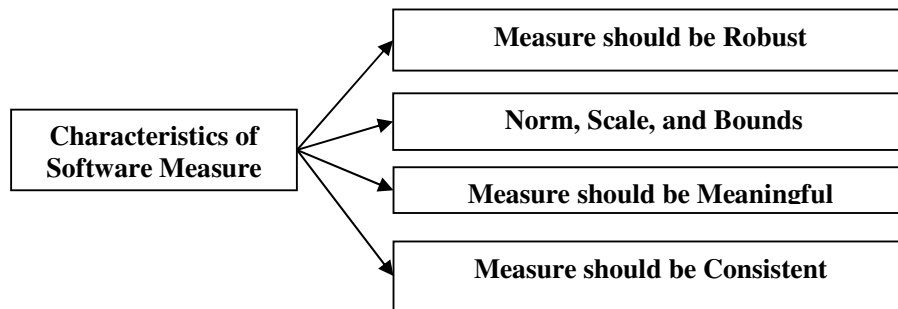 Characteristics of
Software Measure
Measure should be Robust
Norm, Scale, and Bounds
Measure should be Meaningful
Measure should be Consistent